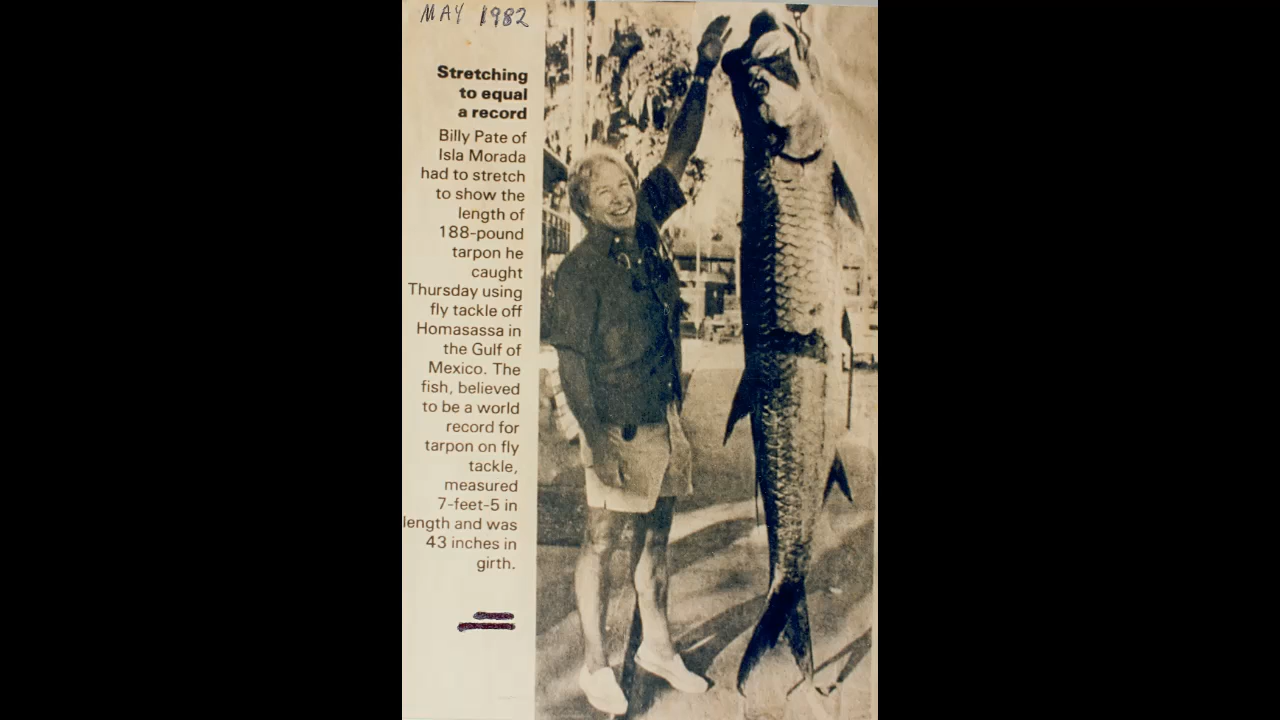 MAY 1982
Stretching
to equal
a record
Billy Pate of
Isla Morada
had to stretch
to show the
length of
188-pound
tarpon he
caught
Thursday using
fly tackle off
Homasassa in
the Gulf of
Mexico. The
fish, believed
to be a world
record for
tarpon on fly
tackle,
measured
7-feet-5 in
length and was
43 inches in
girth.